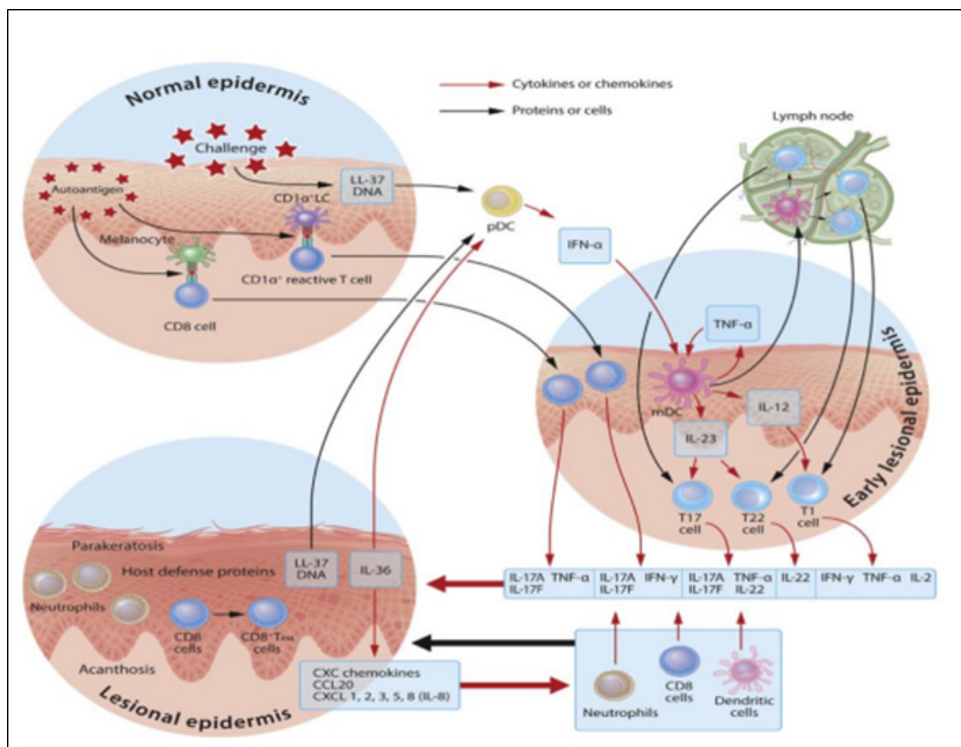 Normal epidermis
Challenge
Autoantigen
LL-37
DNA
CD1α⁺LC
Melanocyte
CD1α⁺ reactive T cell
CD8 cell
Cytokines or chemokines
Proteins or cells
pDC
IFN-α
Lymph node
TNF-α
mDC
IL-12
IL-23
T17
cell
T22
cell
T1
cell
Early lesional epidermis
Parakeratosis
Host defense proteins
LL-37
DNA
IL-36
Neutrophils
CD8
cells
CD8⁺TRM
cells
Acanthosis
Lesional epidermis
IL-17A TNF-α
IL-17F
IL-17A IFN-γ
IL-17F
IL-17A TNF-α
IL-17F IL-22
IL-22
IFN-γ TNF-α IL-2
CXC chemokines
CCL20
CXCL 1, 2, 3, 5, 8 (IL-8)
Neutrophils
CD8
cells
Dendritic
cells